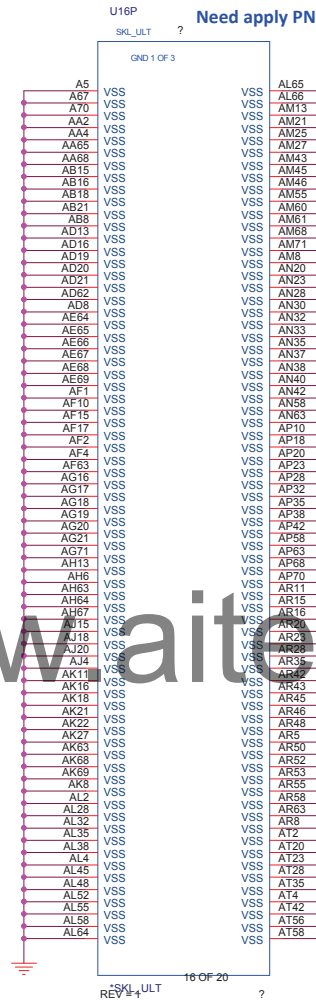 U16P
Need apply PN
SKL_ULT ?
GND 1 OF 3
A5 VSS VSS AL65
A67 VSS VSS AL66
A70 VSS VSS AM13
AA2 VSS VSS AM21
AA4 VSS VSS AM25
AA65 VSS VSS AM27
AA68 VSS VSS AM43
AB15 VSS VSS AM45
AB16 VSS VSS AM46
AB18 VSS VSS AM55
AB21 VSS VSS AM60
AB8 VSS VSS AM61
AD13 VSS VSS AM68
AD16 VSS VSS AM71
AD19 VSS VSS AM8
AD20 VSS VSS AN20
AD21 VSS VSS AN23
AD62 VSS VSS AN28
AD8 VSS VSS AN30
AE64 VSS VSS AN32
AE65 VSS VSS AN33
AE66 VSS VSS AN35
AE67 VSS VSS AN37
AE68 VSS VSS AN38
AE69 VSS VSS AN40
AF1 VSS VSS AN42
AF10 VSS VSS AN58
AF15 VSS VSS AN63
AF17 VSS VSS AP10
AF2 VSS VSS AP18
AF4 VSS VSS AP20
AF63 VSS VSS AP23
AG16 VSS VSS AP28
AG17 VSS VSS AP32
AG18 VSS VSS AP35
AG19 VSS VSS AP38
AG20 VSS VSS AP42
AG21 VSS VSS AP58
AG71 VSS VSS AP63
AH13 VSS VSS AP68
AH6 VSS VSS AP70
AH63 VSS VSS AR11
AH64 VSS VSS AR15
AH67 VSS VSS AR16
AJ15 VSS VSS AR20
AJ18 VSS VSS AR23
AJ20 VSS VSS AR28
AJ4 VSS VSS AR35
AK11 VSS VSS AR42
AK16 VSS VSS AR43
AK18 VSS VSS AR45
AK21 VSS VSS AR46
AK22 VSS VSS AR48
AK27 VSS VSS AR5
AK63 VSS VSS AR50
AK68 VSS VSS AR52
AK69 VSS VSS AR53
AK8 VSS VSS AR55
AL2 VSS VSS AR58
AL28 VSS VSS AR63
AL32 VSS VSS AR8
AL35 VSS VSS AT2
AL38 VSS VSS AT20
AL4 VSS VSS AT23
AL45 VSS VSS AT28
AL48 VSS VSS AT35
AL52 VSS VSS AT4
AL55 VSS VSS AT42
AL58 VSS VSS AT56
AL64 VSS VSS AT58
w.aite
16 OF 20
*SKL_ULT
REV = 1 ?